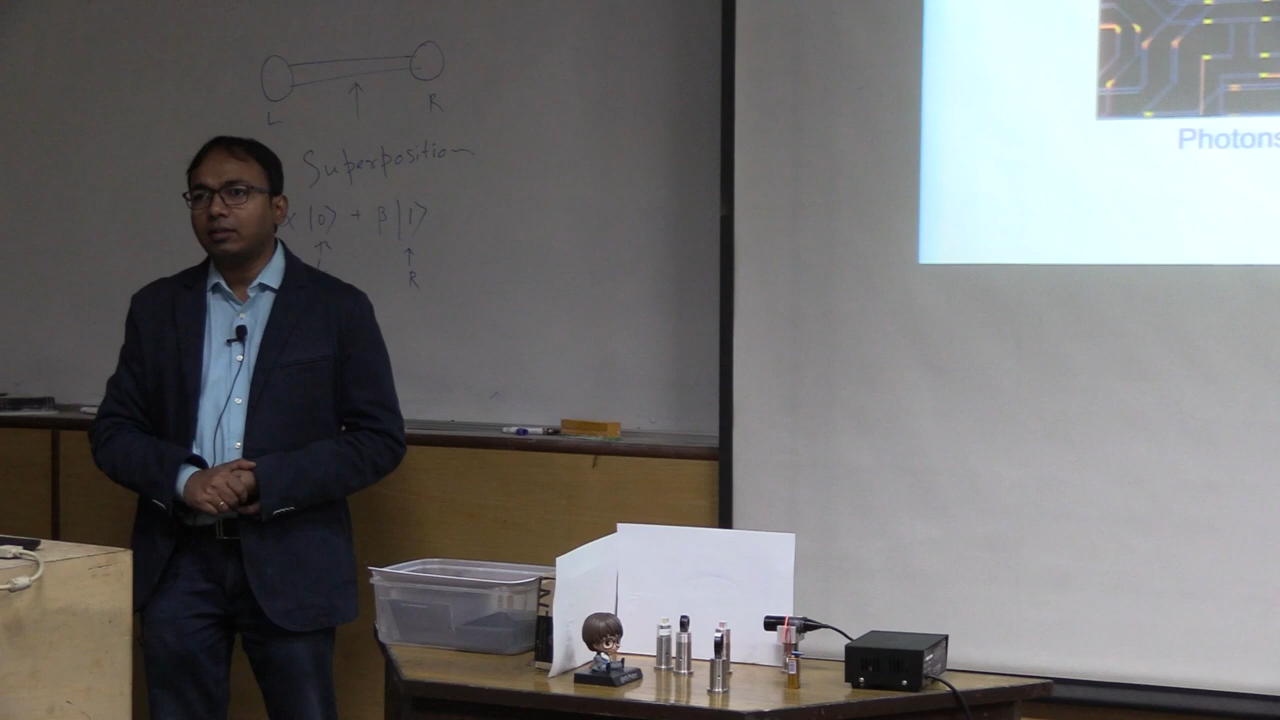 L R
Superposition
α|0⟩ + β|1⟩
R
Photons